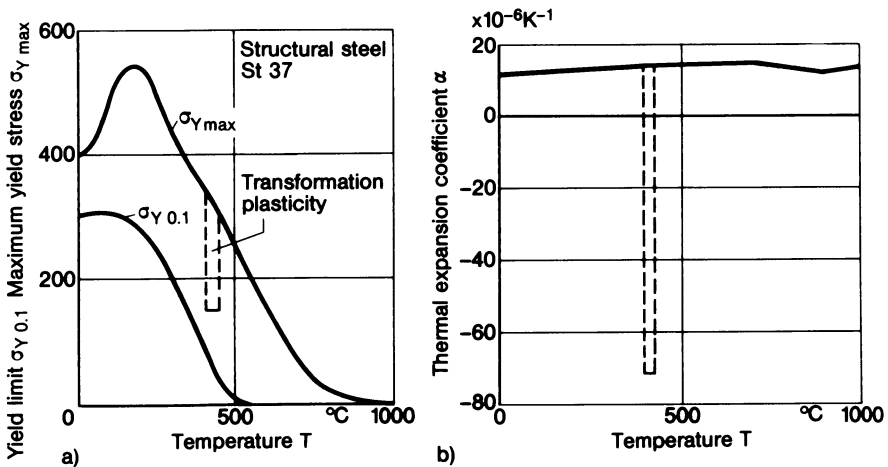 Yield limit σY 0.1 Maximum yield stress σY max
600
400
200
0
Structural steel
St 37
σY max
σY 0.1
Transformation
plasticity
500
°C
1000
Temperature T
a)
×10⁻⁶K⁻¹
Thermal expansion coefficient α
20
0
-20
-40
-60
-80
0
500
°C
1000
Temperature T
b)